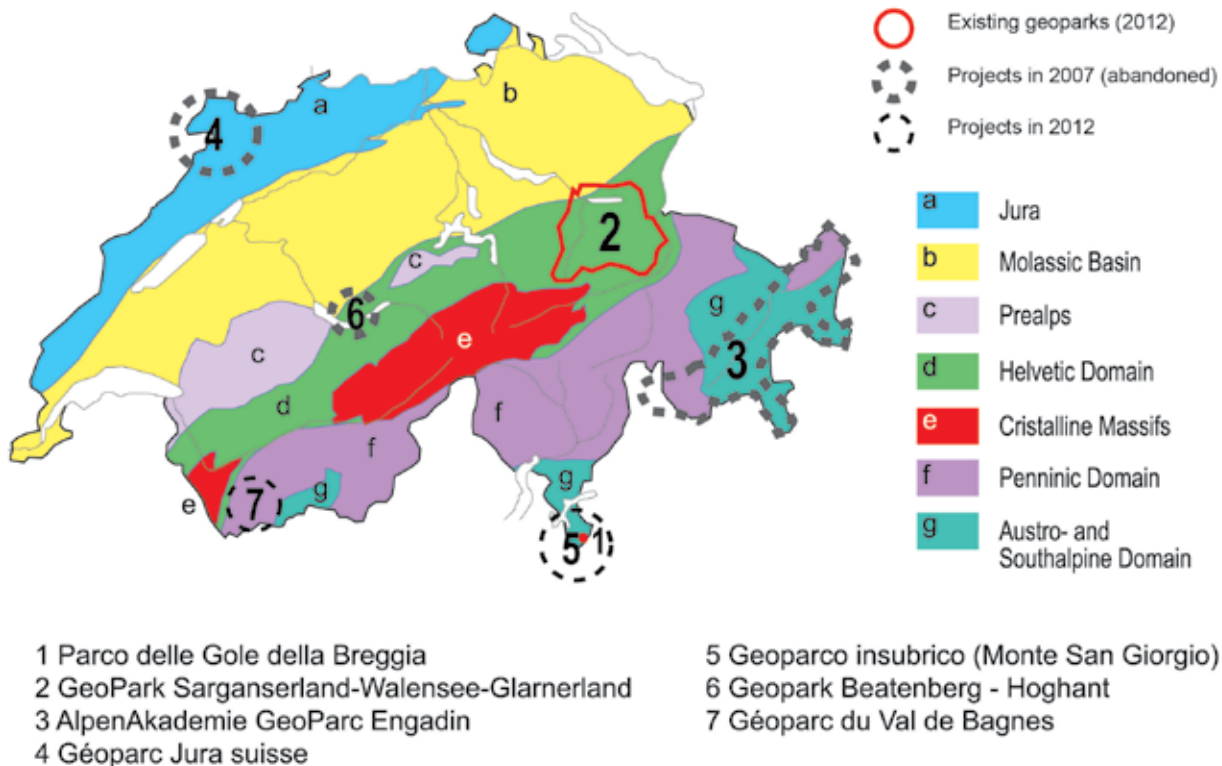 Existing geoparks (2012)
Projects in 2007 (abandoned)
Projects in 2012
a Jura
b Molassic Basin
c Prealps
d Helvetic Domain
e Cristalline Massifs
f Penninic Domain
g Austro- and
Southalpine Domain
a
b
4
2
c
6
g
c
e
3
d
f
f
g
g
e
7
5 1
1 Parco delle Gole della Breggia
2 GeoPark Sarganserland-Walensee-Glarnerland
3 AlpenAkademie GeoParc Engadin
4 Géoparc Jura suisse
5 Geoparco insubrico (Monte San Giorgio)
6 Geopark Beatenberg - Hoghant
7 Géoparc du Val de Bagnes